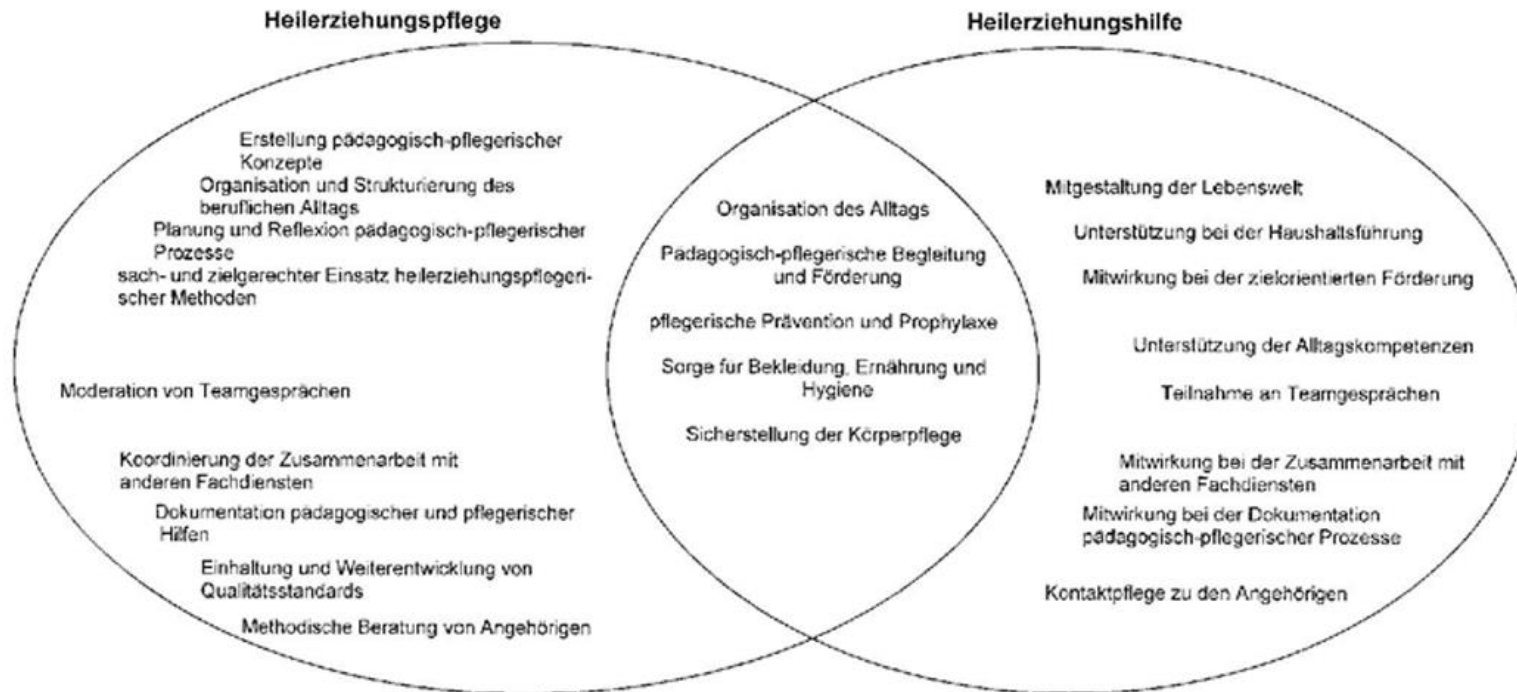 Heilerziehungspflege
Heilerziehungshilfe
Erstellung pädagogisch-pflegerischer
Konzepte
Organisation und Strukturierung des
beruflichen Alltags
Planung und Reflexion pädagogisch-pflegerischer
Prozesse
sach- und zielgerechter Einsatz heilerziehungspflegeri-
scher Methoden
Moderation von Teamgesprächen
Koordinierung der Zusammenarbeit mit
anderen Fachdiensten
Dokumentation pädagogischer und pflegerischer
Hilfen
Einhaltung und Weiterentwicklung von
Qualitätsstandards
Methodische Beratung von Angehörigen
Organisation des Alltags
Pädagogisch-pflegerische Begleitung
und Förderung
pflegerische Prävention und Prophylaxe
Sorge für Bekleidung, Ernährung und
Hygiene
Sicherstellung der Körperpflege
Mitgestaltung der Lebenswelt
Unterstützung bei der Haushaltsführung
Mitwirkung bei der zielorientierten Förderung
Unterstützung der Alltagskompetenzen
Teilnahme an Teamgesprächen
Mitwirkung bei der Zusammenarbeit mit
anderen Fachdiensten
Mitwirkung bei der Dokumentation
pädagogisch-pflegerischer Prozesse
Kontaktpflege zu den Angehörigen